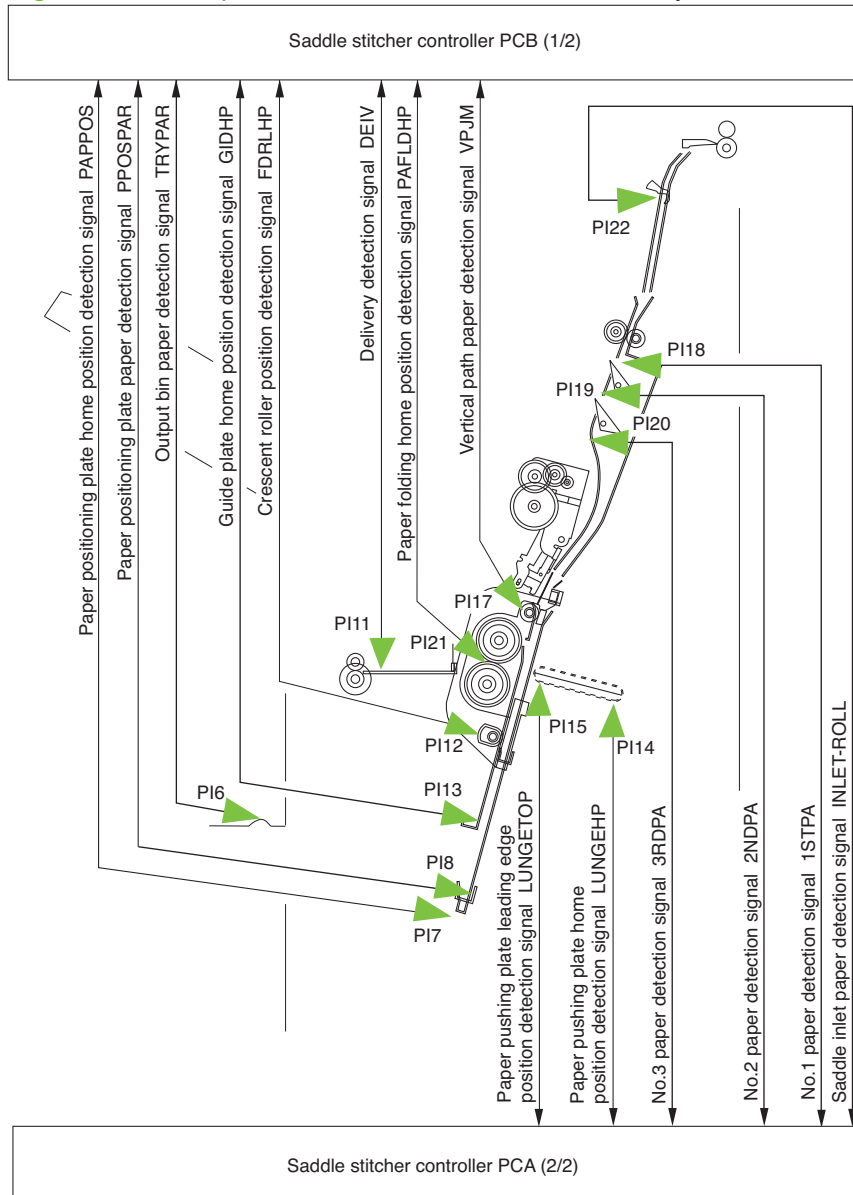 Saddle stitcher controller PCB (1/2)
Paper positioning plate home position detection signal PAPPOS
Paper positioning plate paper detection signal PPOSPAR
Output bin paper detection signal TRYPAR
Guide plate home position detection signal GIDHP
Crescent roller position detection signal FDRLHP
Delivery detection signal DEIV
Paper folding home position detection signal PAFLDHP
Vertical path paper detection signal VPJM
PI22
PI18
PI19
PI20
PI17
PI11
PI21
PI15
PI12
PI14
PI13
PI6
PI8
PI7
Paper pushing plate leading edge
position detection signal LUNGETOP
Paper pushing plate home
position detection signal LUNGEHP
No.3 paper detection signal 3RDPA
No.2 paper detection signal 2NDPA
No.1 paper detection signal 1STPA
Saddle inlet paper detection signal INLET-ROLL
Saddle stitcher controller PCA (2/2)